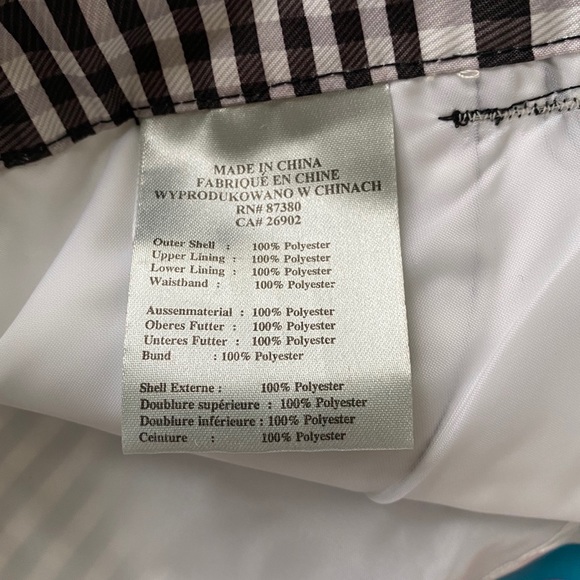 MADE IN CHINA
FABRIQUÉ EN CHINE
WYPRODUKOWANO W CHINACH
RN# 87380
CA# 26902
Outer Shell : 100% Polyester
Upper Lining : 100% Polyester
Lower Lining : 100% Polyester
Waistband : 100% Polyester
Aussenmaterial : 100% Polyester
Oberes Futter : 100% Polyester
Unteres Futter : 100% Polyester
Bund : 100% Polyester
Shell Externe : 100% Polyester
Doublure supérieure : 100% Polyester
Doublure inférieure : 100% Polyester
Ceinture : 100% Polyester